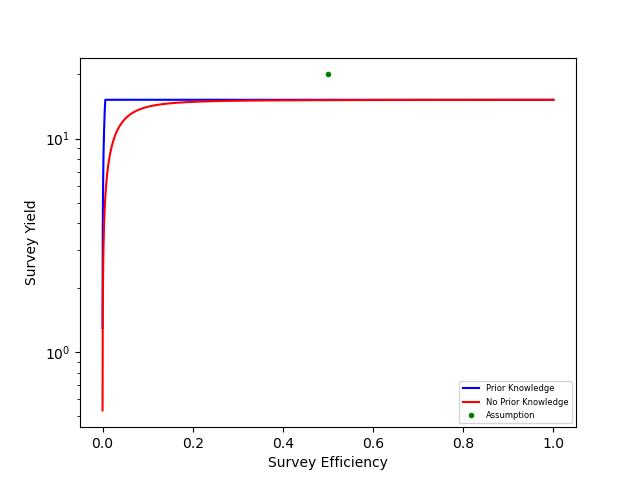 Survey Yield
10¹
10⁰
0.0 0.2 0.4 0.6 0.8 1.0
Survey Efficiency
Prior Knowledge
No Prior Knowledge
Assumption